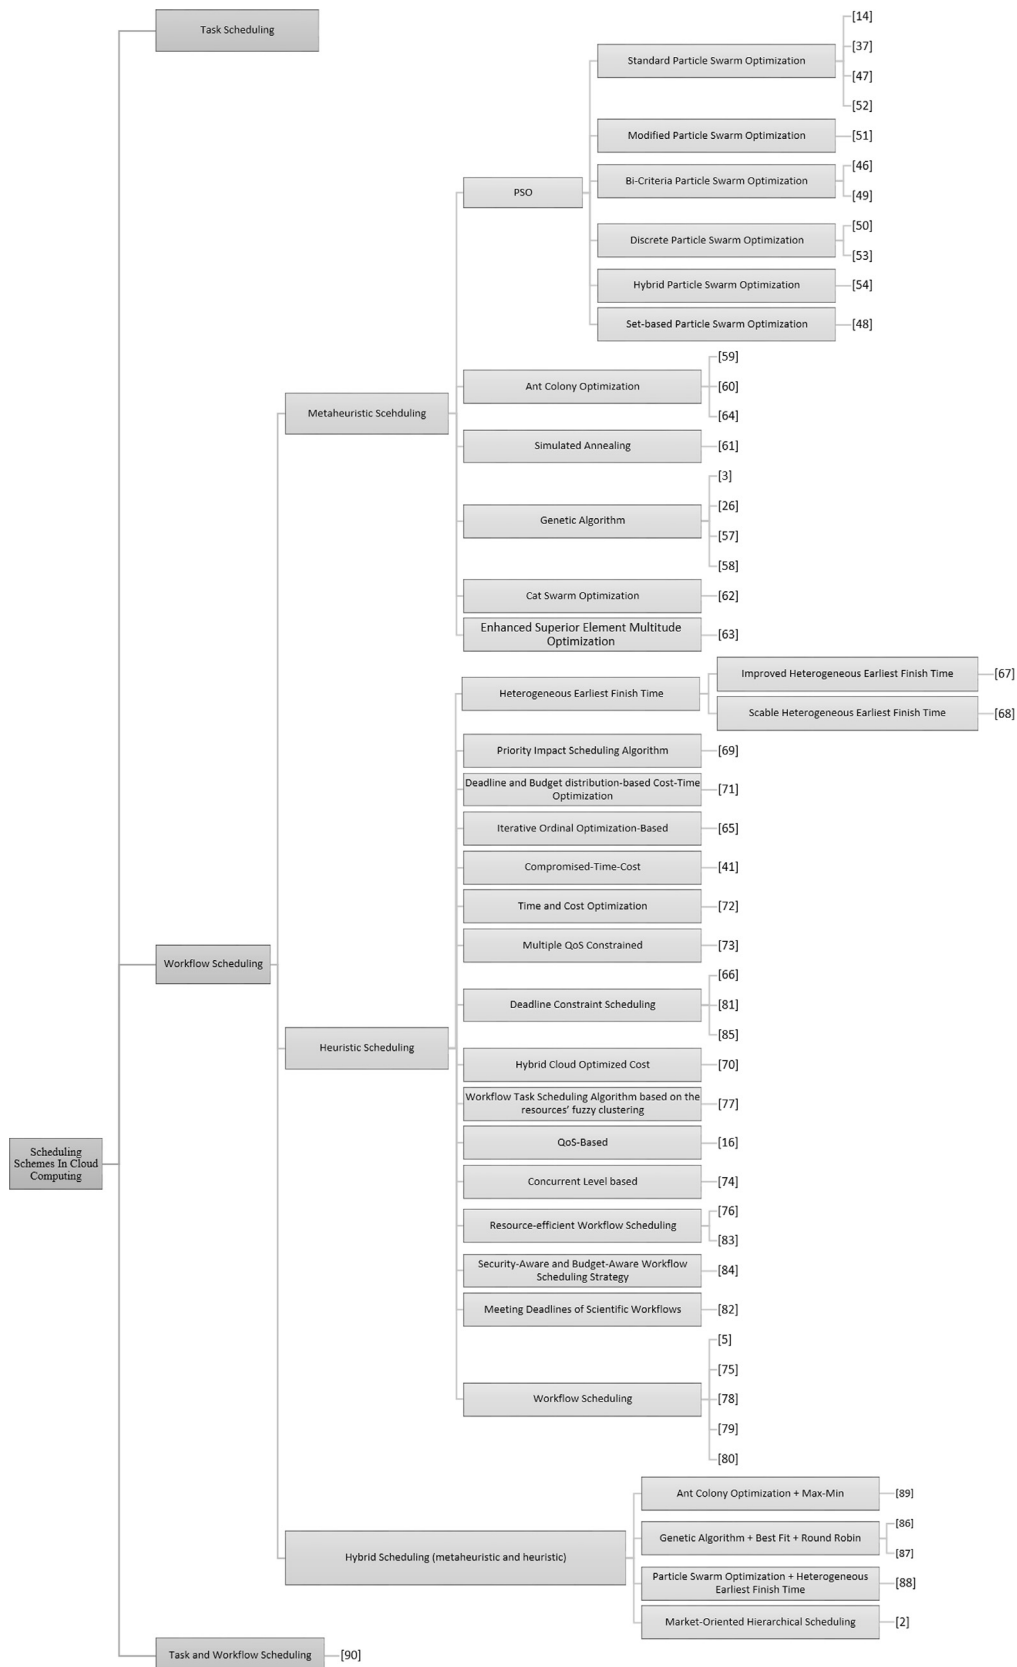 Task Scheduling
[14]
[37]
Standard Particle Swarm Optimization
[47]
[52]
Modified Particle Swarm Optimization
[51]
[46]
Bi-Criteria Particle Swarm Optimization
[49]
PSO
[50]
Discrete Particle Swarm Optimization
[53]
Hybrid Particle Swarm Optimization
[54]
Set-based Particle Swarm Optimization
[48]
[59]
Ant Colony Optimization
[60]
[64]
Metaheuristic Scehduling
Simulated Annealing
[61]
[3]
[26]
Genetic Algorithm
[57]
[58]
Cat Swarm Optimization
[62]
Enhanced Superior Element Multitude
Optimization
[63]
Heterogeneous Earliest Finish Time
Improved Heterogeneous Earliest Finish Time
[67]
Scable Heterogeneous Earliest Finish Time
[68]
Priority Impact Scheduling Algorithm
[69]
Deadline and Budget distribution-based Cost-Time
Optimization
[71]
Iterative Ordinal Optimization-Based
[65]
Compromised-Time-Cost
[41]
Time and Cost Optimization
[72]
Multiple QoS Constrained
[73]
Workflow Scheduling
[66]
Deadline Constraint Scheduling
[81]
[85]
Heuristic Scheduling
Hybrid Cloud Optimized Cost
[70]
Workflow Task Scheduling Algorithm based on the
resources' fuzzy clustering
[77]
QoS-Based
[16]
Scheduling
Schemes In Cloud
Computing
Concurrent Level based
[74]
Resource-efficient Workflow Scheduling
[76]
[83]
Security-Aware and Budget-Aware Workflow
Scheduling Strategy
[84]
Meeting Deadlines of Scientific Workflows
[82]
[5]
[75]
Workflow Scheduling
[78]
[79]
[80]
Ant Colony Optimization + Max-Min
[89]
Genetic Algorithm + Best Fit + Round Robin
[86]
[87]
Hybrid Scheduling (metaheuristic and heuristic)
Particle Swarm Optimization + Heterogeneous
Earliest Finish Time
[88]
Market-Oriented Hierarchical Scheduling
[2]
Task and Workflow Scheduling
[90]